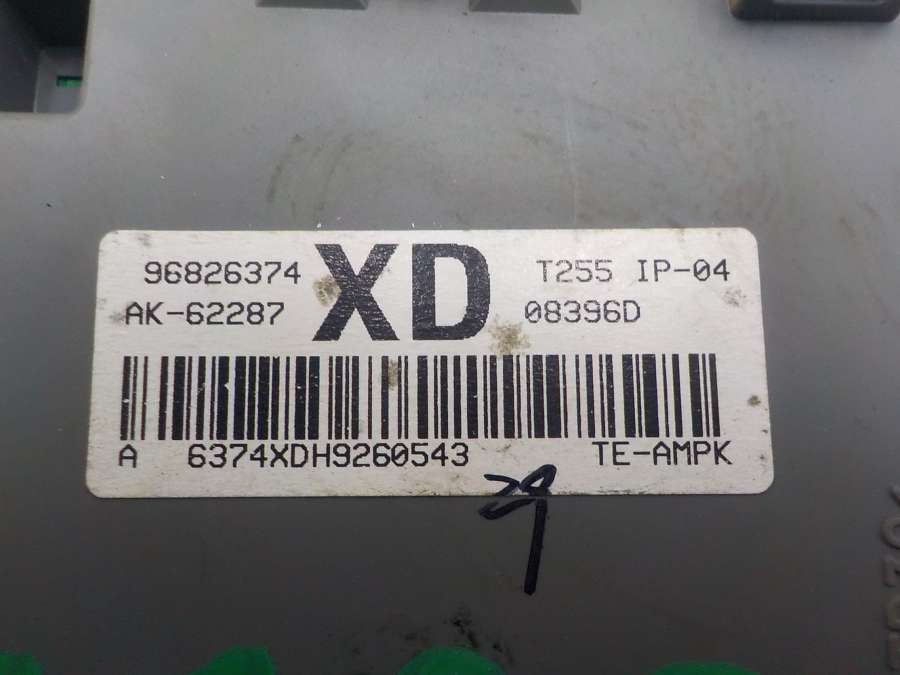 96826374 XD T255 IP-04
AK-62287 08396D
A 6374XDH9260543 TE-AMPK